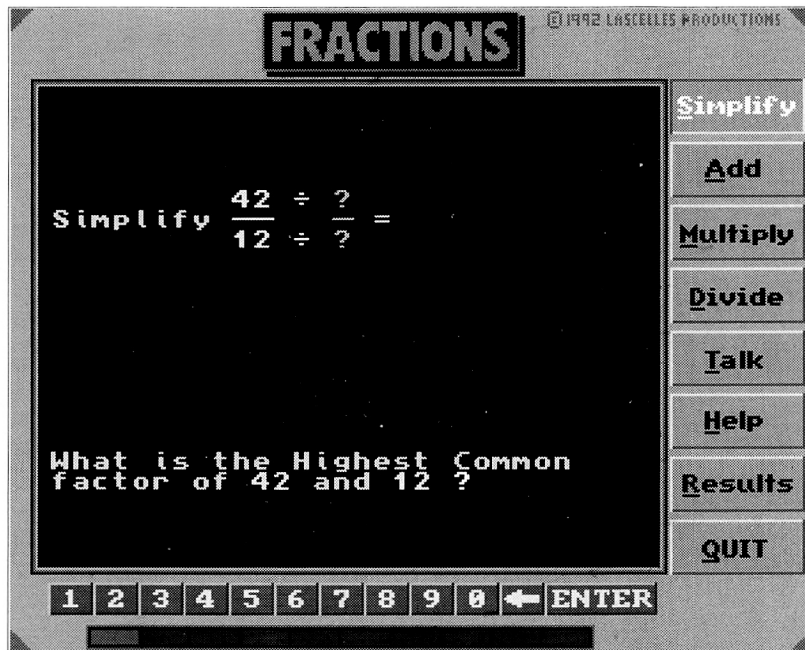 FRACTIONS
©1992 LASCELLES PRODUCTIONS
Simplify
Add
Multiply
Divide
Talk
Help
Results
QUIT
Simplify 42 ÷ ? =
12 ÷ ?
What is the Highest Common
factor of 42 and 12 ?
1 2 3 4 5 6 7 8 9 0 ← ENTER